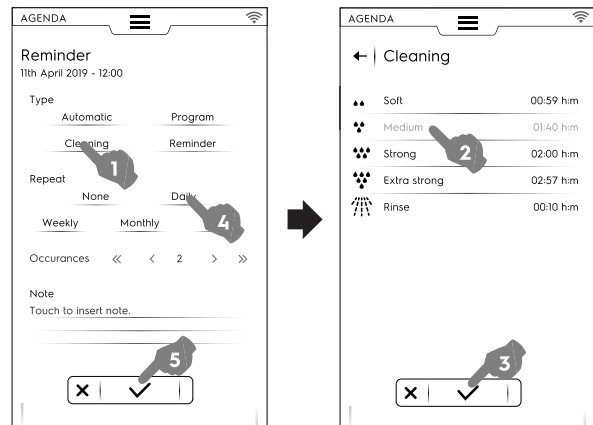 AGENDA
Reminder
11th April 2019 - 12:00
Type
Automatic Program
Cleaning Reminder
1
Repeat
None Daily
Weekly Monthly
4
Occurances << < 2 > >>
Note
Touch to insert note.
5
AGENDA
Cleaning
Soft 00:59 h:m
Medium 01:40 h:m
2
Strong 02:00 h:m
Extra strong 02:57 h:m
Rinse 00:10 h:m
3